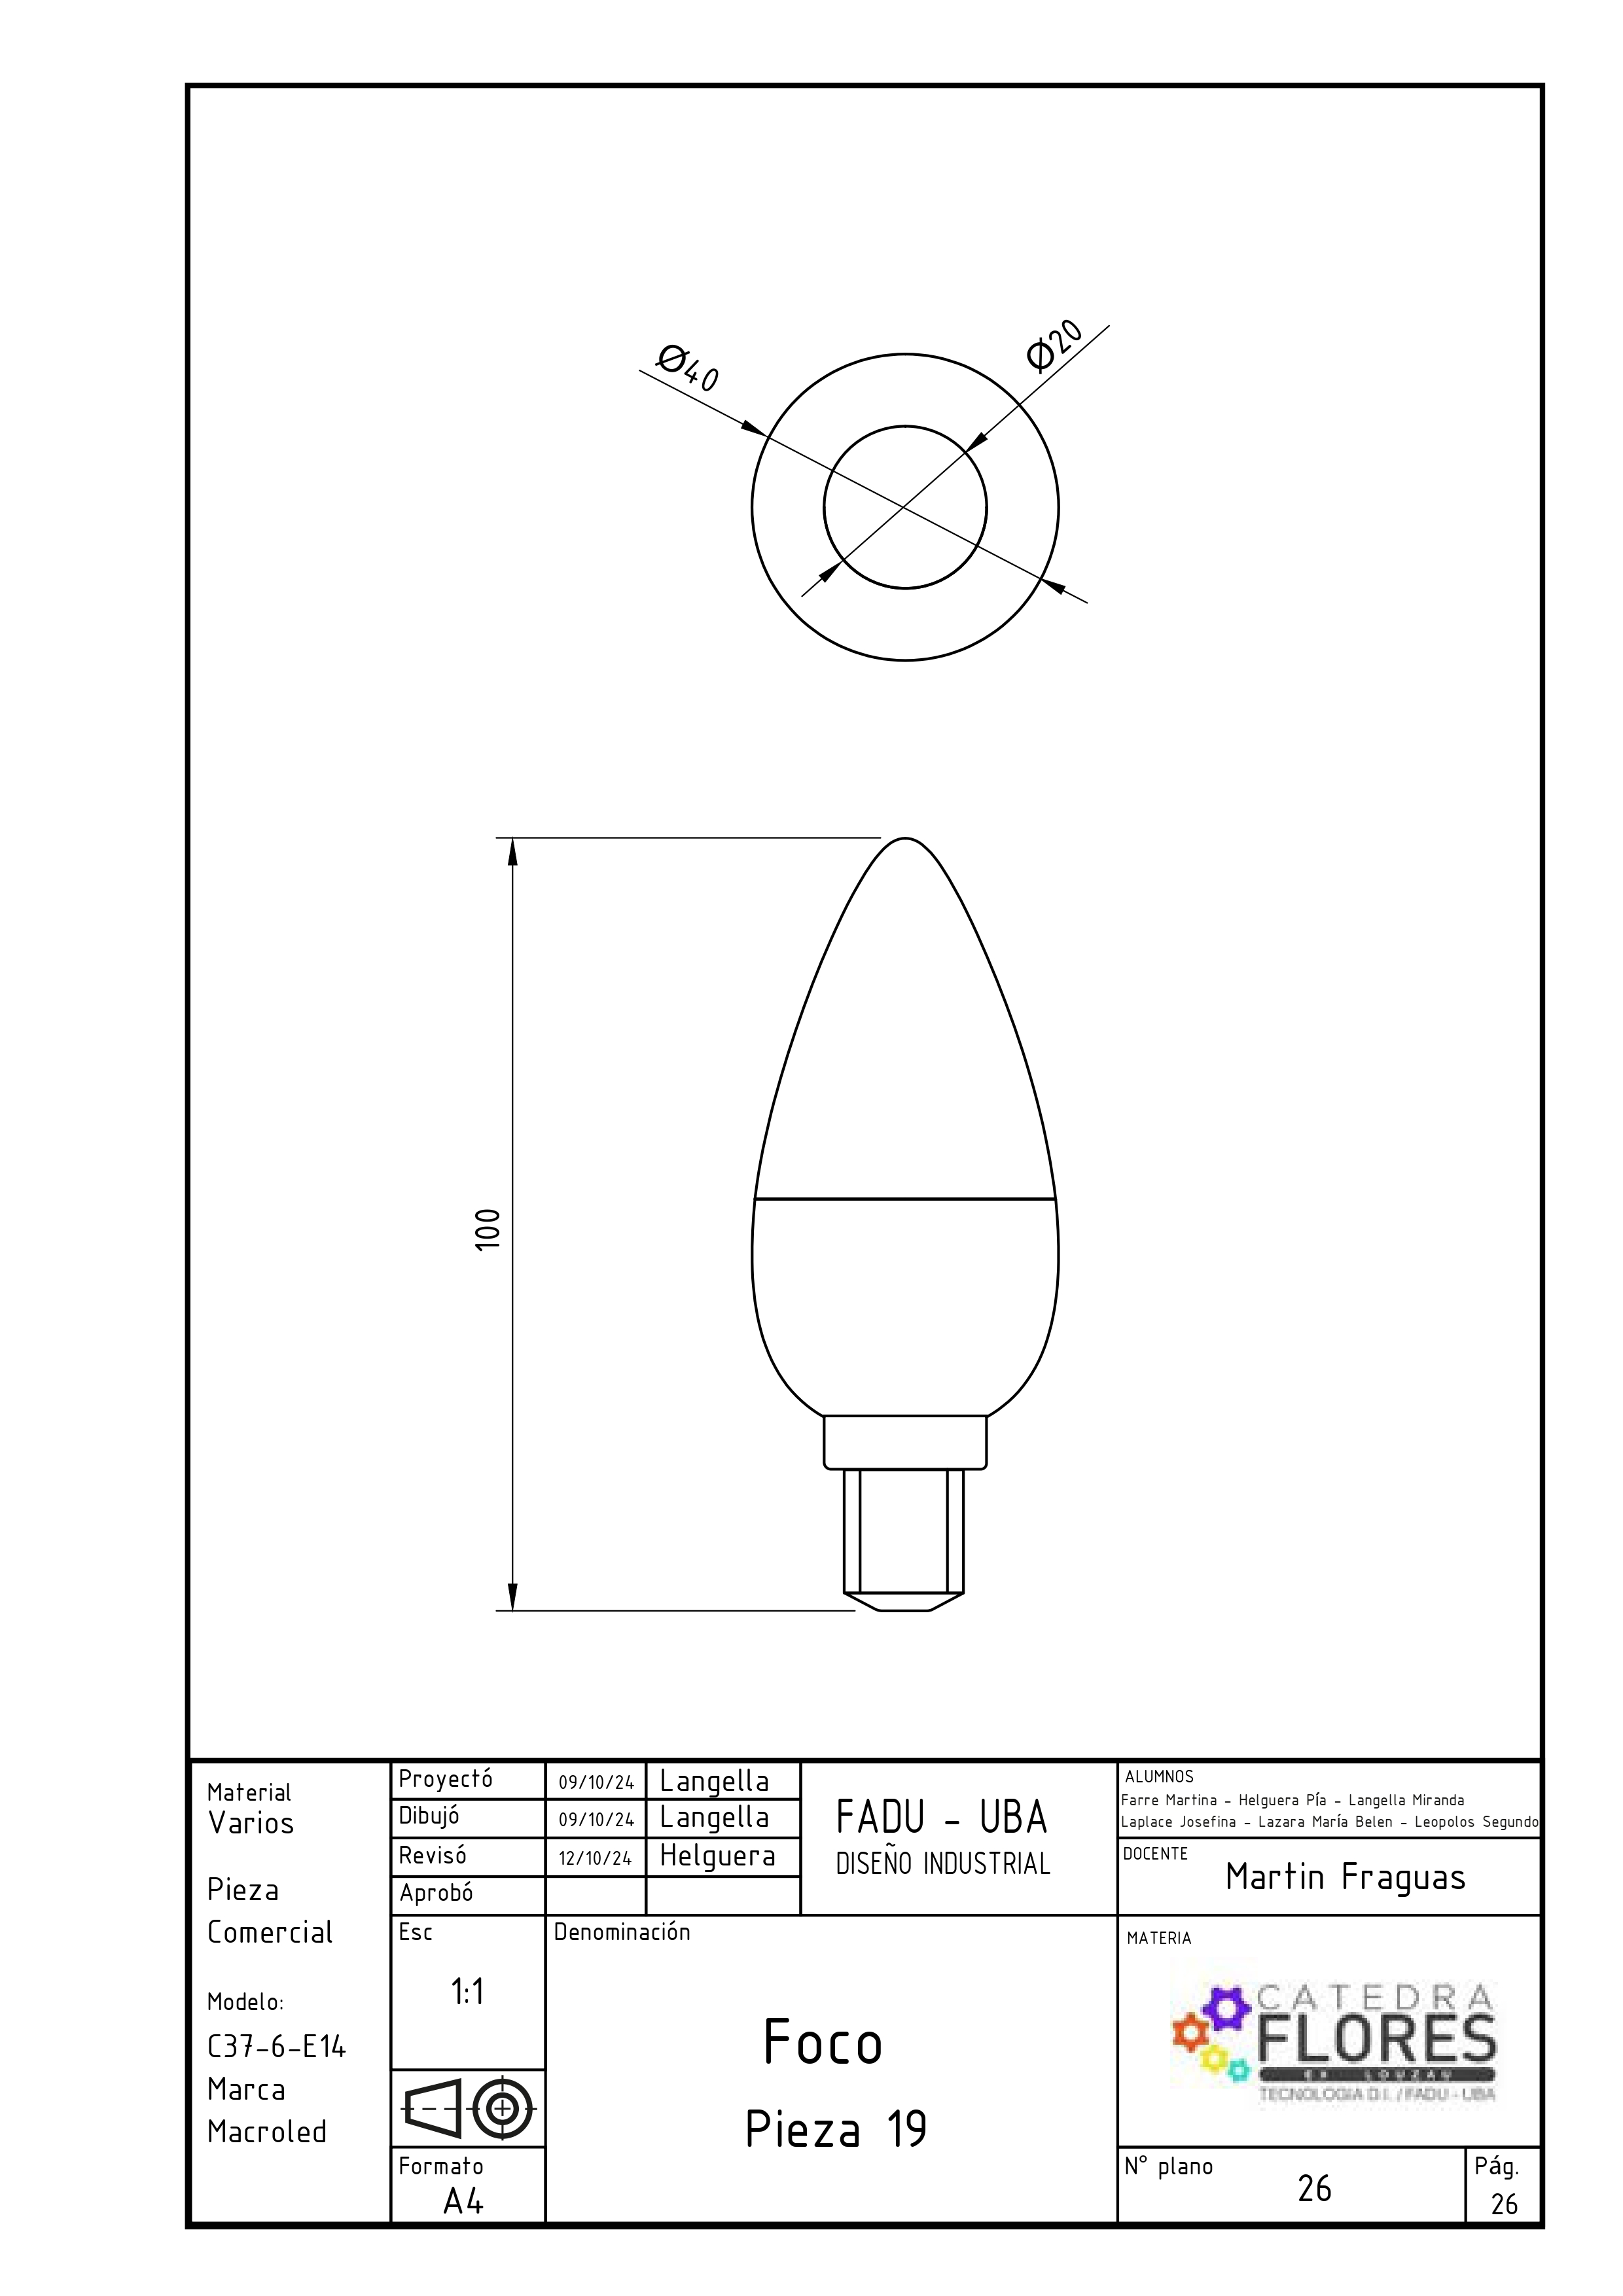 Ø40
Ø20
100
Material
Varios
Pieza
Comercial
Modelo:
C37-6-E14
Marca
Macroled
Proyectó 09/10/24 Langella
Dibujó 09/10/24 Langella
Revisó 12/10/24 Helguera
Aprobó
Esc
1:1
Formato
A4
FADU - UBA
DISEÑO INDUSTRIAL
Denominación
Foco
Pieza 19
ALUMNOS
Farre Martina - Helguera Pía - Langella Miranda
Laplace Josefina - Lazara María Belen - Leopolos Segundo
DOCENTE
Martin Fraguas
MATERIA
CATEDRA
FLORES
EX LOUZAU
TECNOLOGIA D.I. / FADU - UBA
N° plano
26
Pág.
26